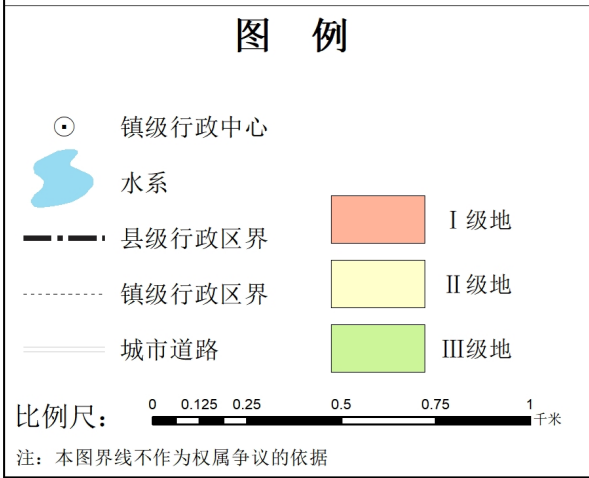 图 例
镇级行政中心
水系
县级行政区界
镇级行政区界
城市道路
Ⅰ级地
Ⅱ级地
Ⅲ级地
比例尺：
0 0.125 0.25 0.5 0.75 1
千米
注：本图界线不作为权属争议的依据